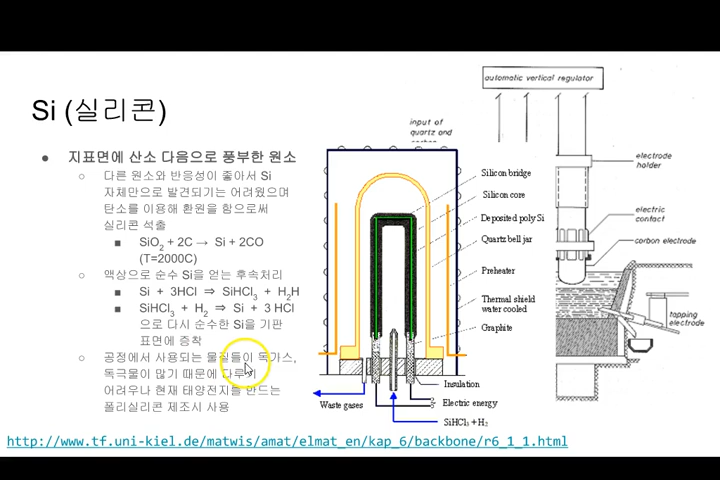 Si (실리콘)
● 지표면에 산소 다음으로 풍부한 원소
○ 다른 원소와 반응성이 좋아서 Si
자체만으로 발견되기는 어려웠으며
탄소를 이용해 환원을 함으로써
실리콘 석출
■ SiO2 + 2C → Si + 2CO
(T=2000C)
○ 액상으로 순수 Si을 얻는 후속처리
■ Si + 3HCl ⇒ SiHCl3 + H2H
■ SiHCl3 + H2 ⇒ Si + 3 HCl
으로 다시 순수한 Si을 기판
표면에 증착
○ 공정에서 사용되는 물질들이 독가스,
독극물이 많기 때문에 다루기
어려우나 현재 태양전지를 만드는
폴리실리콘 제조시 사용
automatic vertical regulator
input of
quartz and
electrode
holder
electric
contact
carbon electrode
tapping
electrode
Silicon bridge
Silicon core
Deposited poly Si
Quartz bell jar
Preheater
Thermal shield
water cooled
Graphite
Insulation
Waste gases
Electric energy
SiHCl3 + H2
http://www.tf.uni-kiel.de/matwis/amat/elmat_en/kap_6/backbone/r6_1_1.html